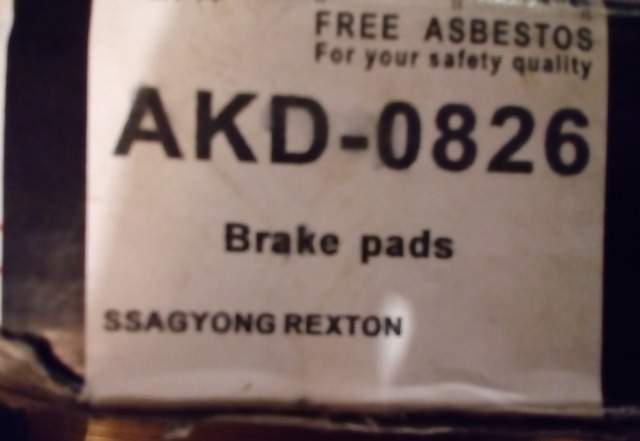 FREE ASBESTOS
For your safety quality
AKD-0826
Brake pads
SSAGYONG REXTON